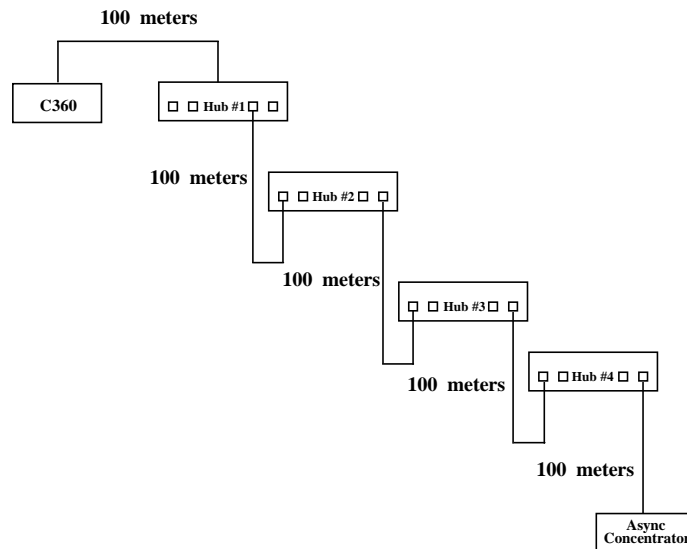 100 meters
C360
Hub #1
100 meters
Hub #2
100 meters
Hub #3
100 meters
Hub #4
100 meters
Async
Concentrator